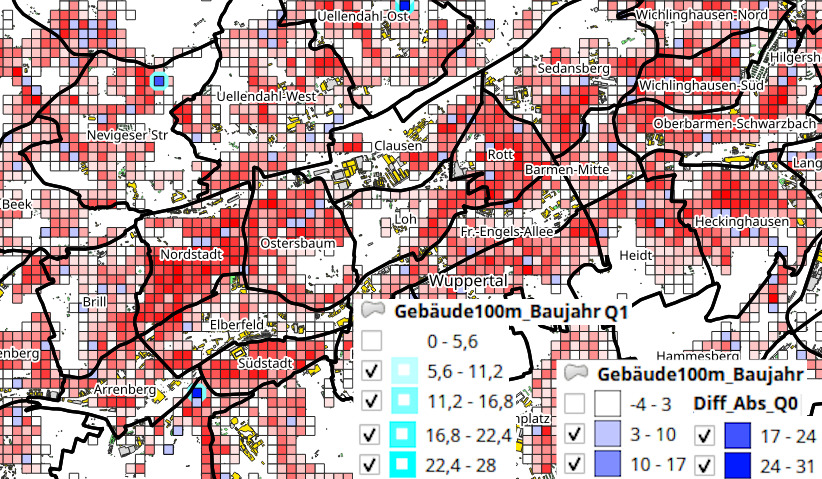 Uellendahl-Ost
Wichlinghausen-Nord
Hilgersh
Sedansberg
Wichlinghausen-Süd
Uellendahl-West
Oberbarmen-Schwarzbach
Nevigeser Str
Clausen
Rott
Lang
Barmen-Mitte
Beek
Loh
Heckinghausen
Fr.-Engels-Allee
Ostersbaum
Nordstadt
Heidt
Wuppertal
Brill
Elberfeld
enberg
Südstadt
Arrenberg
Hammesberg
nplatz
Gebäude100m_Baujahr Q1
0 - 5,6
5,6 - 11,2
11,2 - 16,8
16,8 - 22,4
22,4 - 28
Gebäude100m_Baujahr
-4 - 3 Diff_Abs_Q0
3 - 10 17 - 24
10 - 17 24 - 31